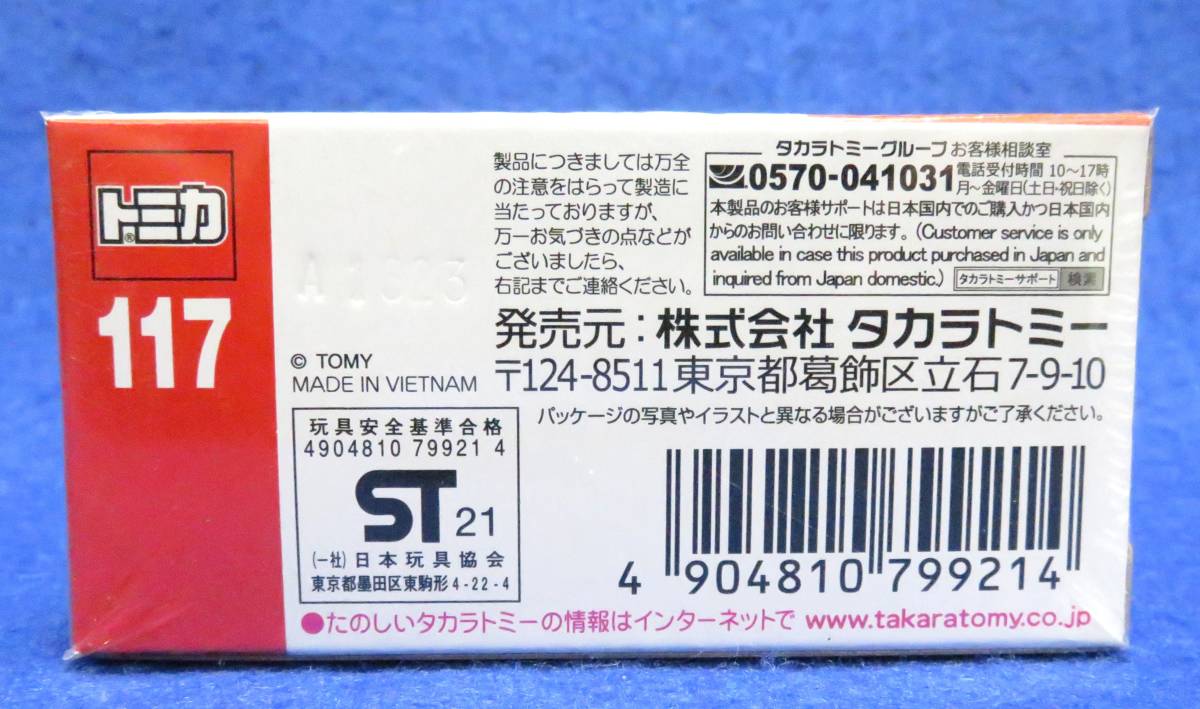 トミカ®
117
A1023
© TOMY
MADE IN VIETNAM
玩具安全基準合格
4904810 79921 4
ST 21
(一社)日本玩具協会
東京都墨田区東駒形4-22-4
製品につきましては万全
の注意をはらって製造に
当たっておりますが、
万一お気づきの点などが
ございましたら、
右記までご連絡ください。
タカラトミーグループ お客様相談室
0570-041031 電話受付時間 10～17時
月～金曜日(土日・祝日除く)
本製品のお客様サポートは日本国内でのご購入かつ日本国内
からのお問い合わせに限ります。(Customer service is only
available in case this product purchased in Japan and
inquired from Japan domestic.) タカラトミーサポート 検索
発売元：株式会社 タカラトミー
〒124-8511 東京都葛飾区立石7-9-10
パッケージの写真やイラストと異なる場合がございますがご了承ください。
4 904810 799214
●たのしいタカラトミーの情報はインターネットで www.takaratomy.co.jp